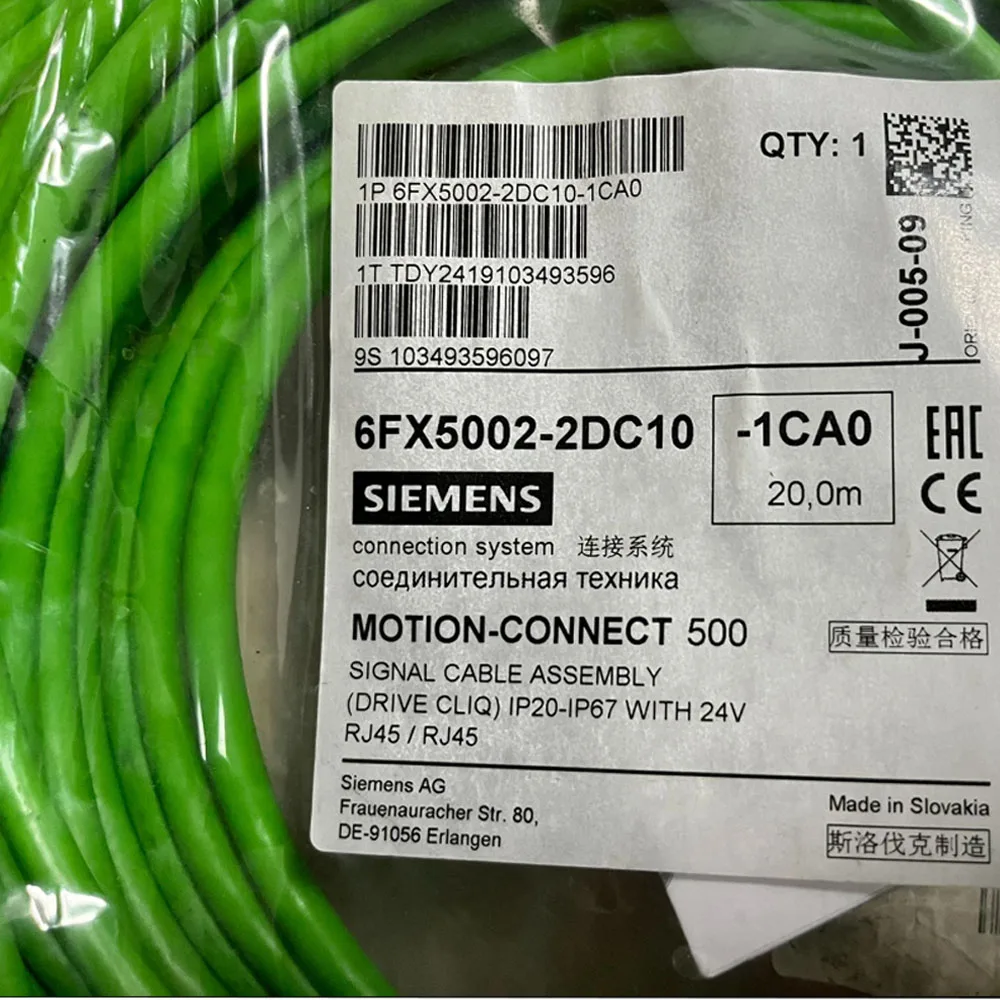 1P 6FX5002-2DC10-1CA0
QTY: 1
1T TDY2419103493596
9S 103493596097
J-005-09
6FX5002-2DC10
-1CA0
20,0m
EAC
CE
SIEMENS
connection system 连接系统
соединительная техника
MOTION-CONNECT 500
质量检验合格
SIGNAL CABLE ASSEMBLY
(DRIVE CLIQ) IP20-IP67 WITH 24V
RJ45 / RJ45
Siemens AG
Frauenauracher Str. 80,
DE-91056 Erlangen
Made in Slovakia
斯洛伐克制造